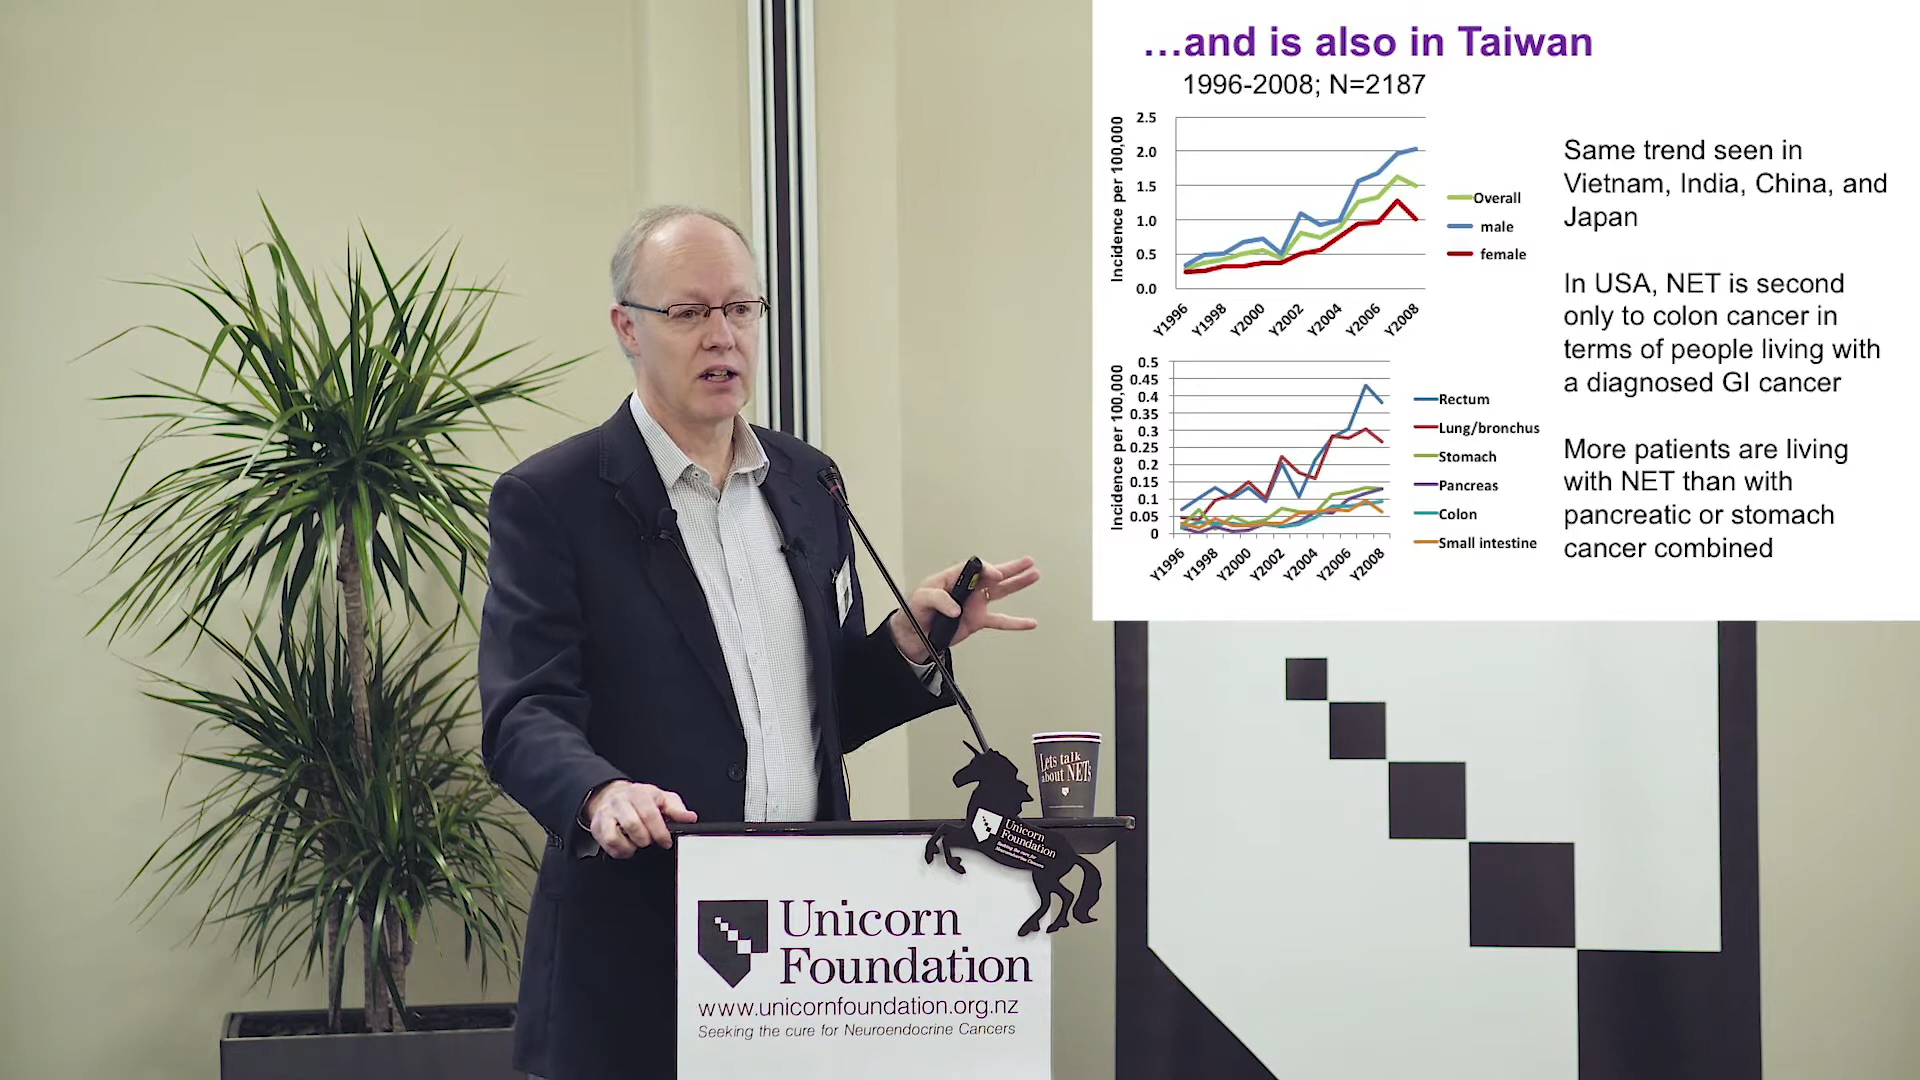 …and is also in Taiwan
1996-2008; N=2187
Incidence per 100,000
2.5
2.0
1.5
1.0
0.5
0.0
Y1996
Y1998
Y2000
Y2002
Y2004
Y2006
Y2008
Overall
male
female
Incidence per 100,000
0.5
0.45
0.4
0.35
0.3
0.25
0.2
0.15
0.1
0.05
0
Y1996
Y1998
Y2000
Y2002
Y2004
Y2006
Y2008
Rectum
Lung/bronchus
Stomach
Pancreas
Colon
Small intestine
Same trend seen in
Vietnam, India, China, and
Japan
In USA, NET is second
only to colon cancer in
terms of people living with
a diagnosed GI cancer
More patients are living
with NET than with
pancreatic or stomach
cancer combined
Lets talk
about NETs
Unicorn
Foundation
Seeking the cure for
Neuroendocrine Cancers
Unicorn
Foundation
www.unicornfoundation.org.nz
Seeking the cure for Neuroendocrine Cancers